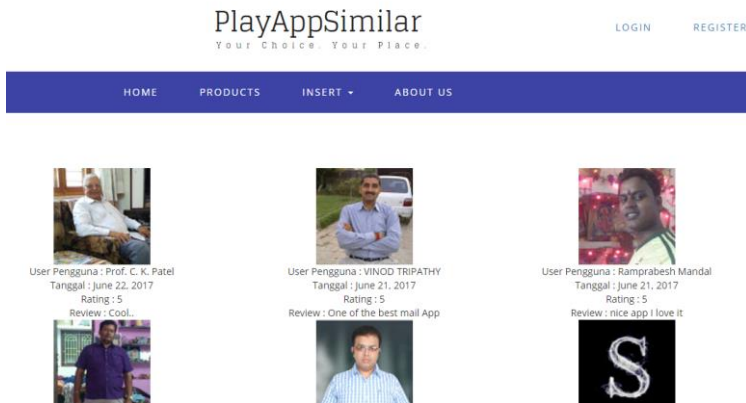 PlayAppSimilar
Your Choice. Your Place.
LOGIN REGISTER
HOME PRODUCTS INSERT ABOUT US
User Pengguna : Prof. C. K. Patel
Tanggal : June 22, 2017
Rating : 5
Review : Cool..
User Pengguna : VINOD TRIPATHY
Tanggal : June 21, 2017
Rating : 5
Review : One of the best mail App
User Pengguna : Ramprabesh Mandal
Tanggal : June 21, 2017
Rating : 5
Review : nice app I love it
S